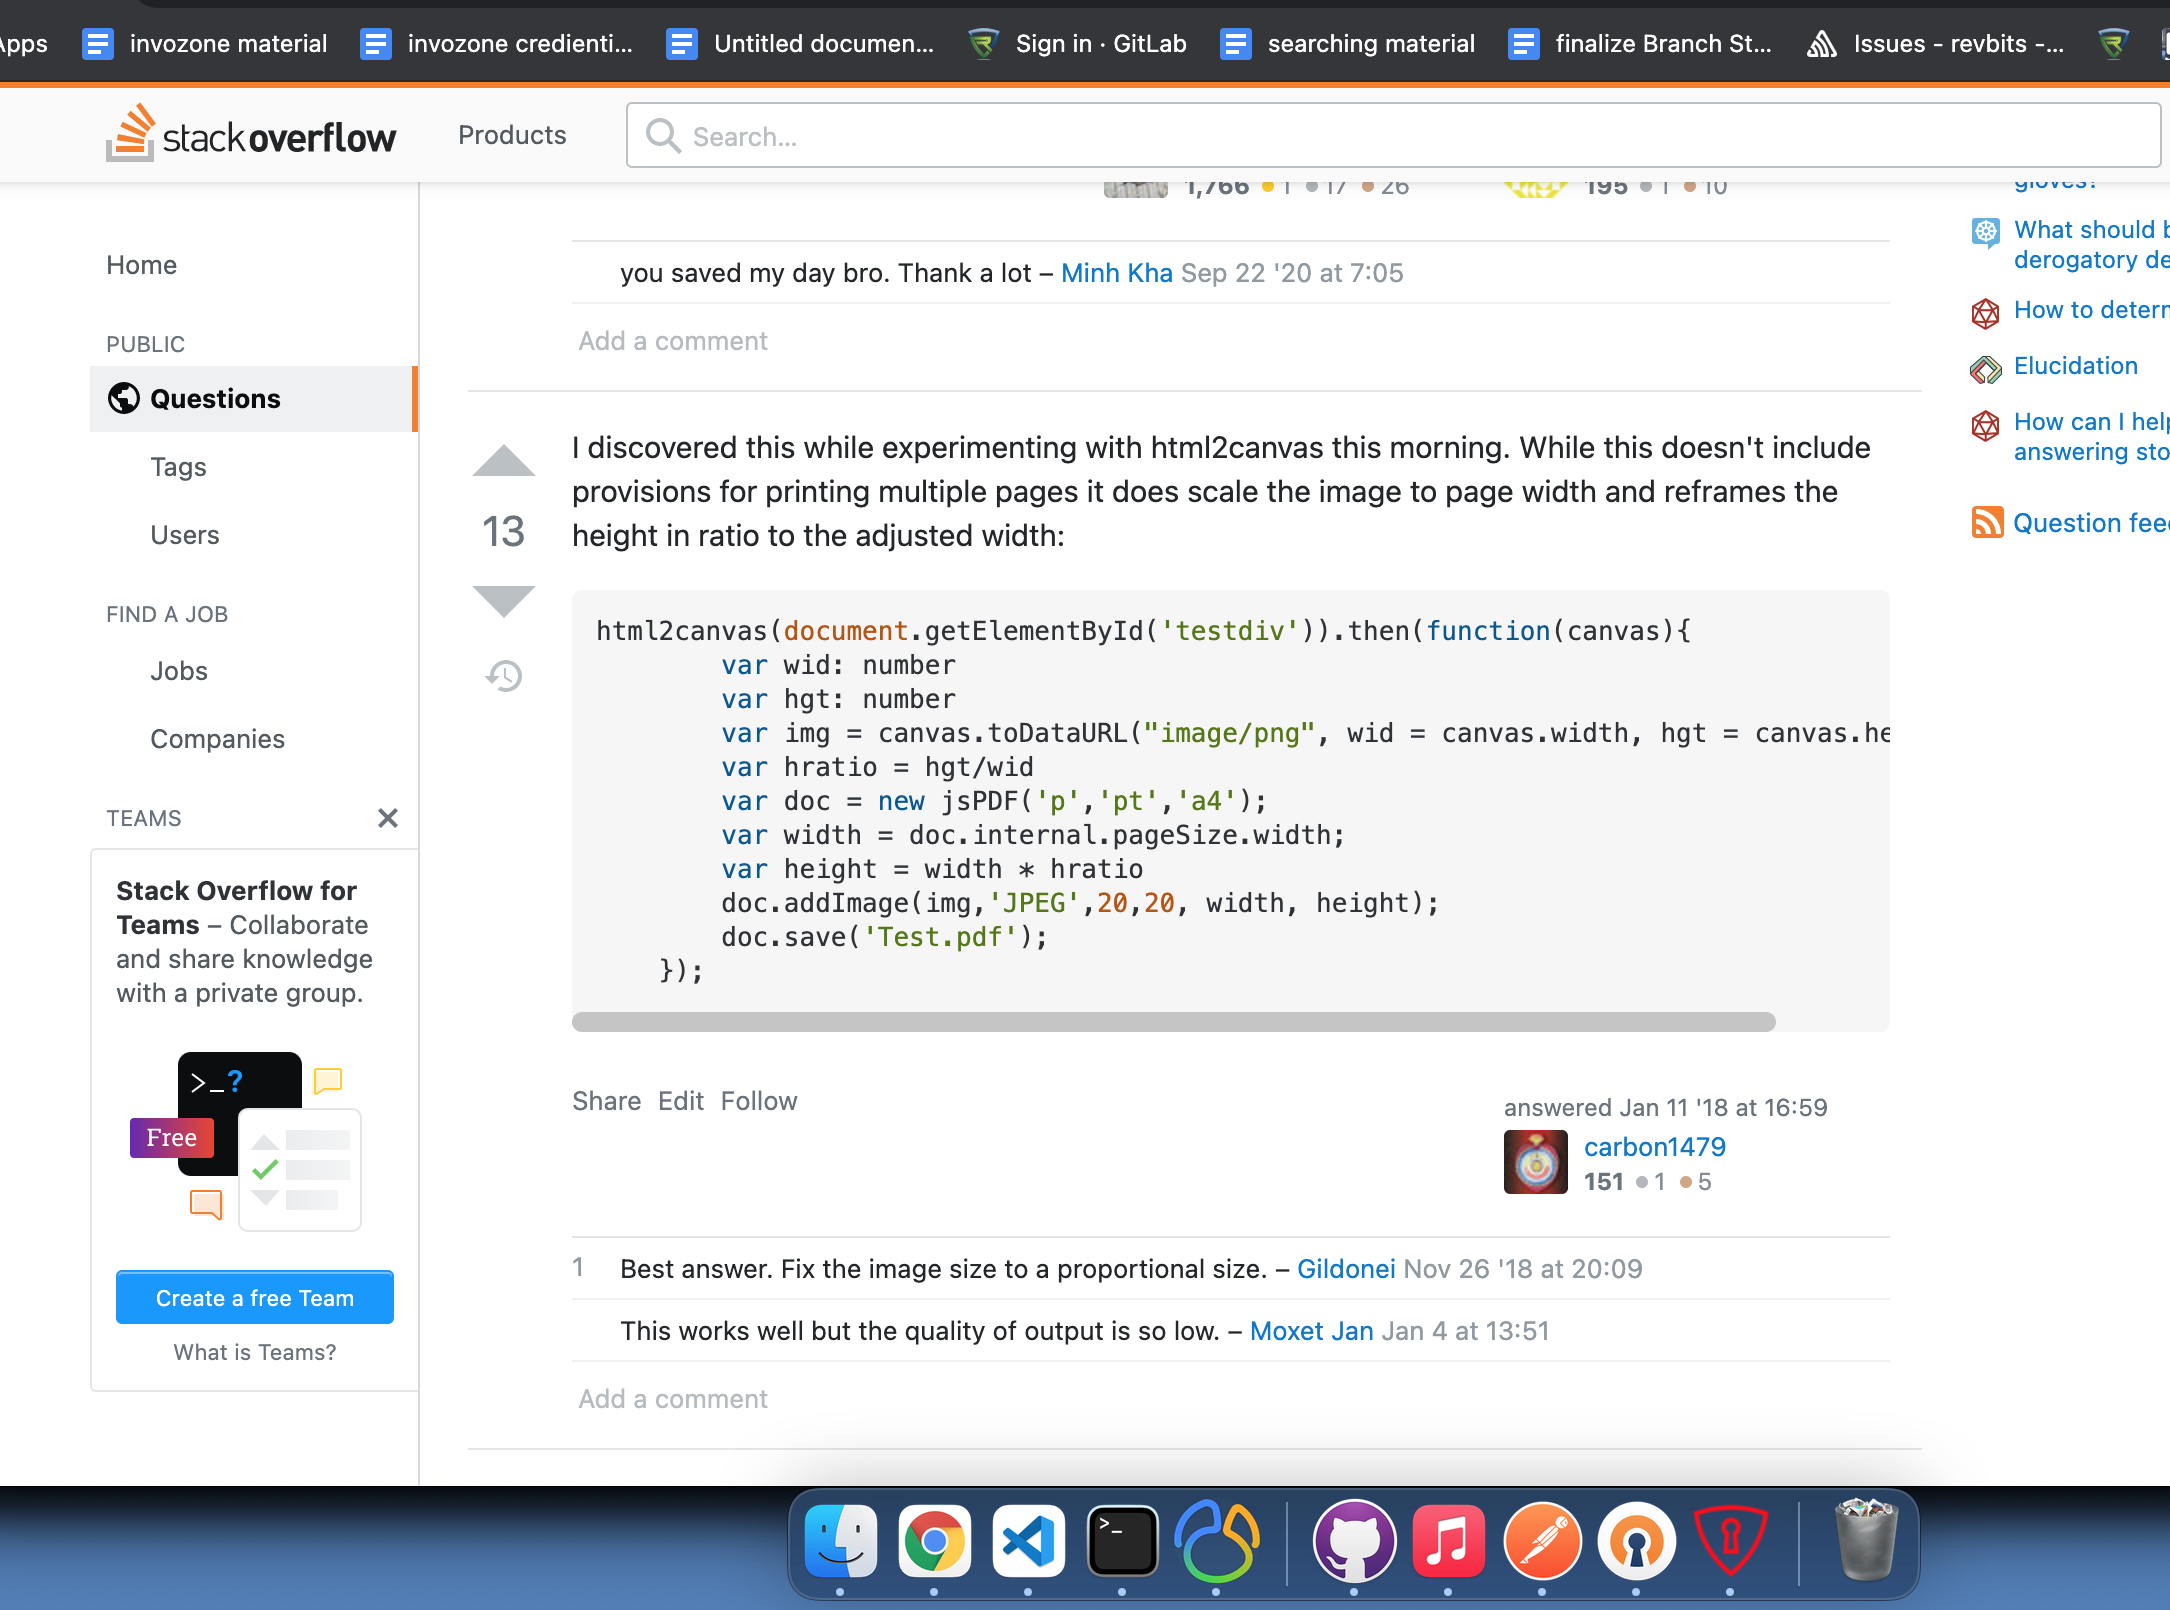 Apps invozone material invozone credienti... Untitled documen... Sign in · GitLab searching material finalize Branch St... Issues - revbits -...
stackoverflow Products Search...
1,766 1 17 26 195 1 10
gloves?
Home
PUBLIC
Questions
Tags
Users
FIND A JOB
Jobs
Companies
TEAMS
Stack Overflow for
Teams – Collaborate
and share knowledge
with a private group.
>_?
Free
Create a free Team
What is Teams?
you saved my day bro. Thank a lot – Minh Kha Sep 22 '20 at 7:05
Add a comment
13
I discovered this while experimenting with html2canvas this morning. While this doesn't include
provisions for printing multiple pages it does scale the image to page width and reframes the
height in ratio to the adjusted width:
html2canvas(document.getElementById('testdiv')).then(function(canvas){
var wid: number
var hgt: number
var img = canvas.toDataURL("image/png", wid = canvas.width, hgt = canvas.he
var hratio = hgt/wid
var doc = new jsPDF('p','pt','a4');
var width = doc.internal.pageSize.width;
var height = width * hratio
doc.addImage(img,'JPEG',20,20, width, height);
doc.save('Test.pdf');
});
Share Edit Follow
answered Jan 11 '18 at 16:59
carbon1479
151 1 5
1 Best answer. Fix the image size to a proportional size. – Gildonei Nov 26 '18 at 20:09
This works well but the quality of output is so low. – Moxet Jan Jan 4 at 13:51
Add a comment
What should b
derogatory de
How to deter
Elucidation
How can I help
answering sto
Question fee
>_